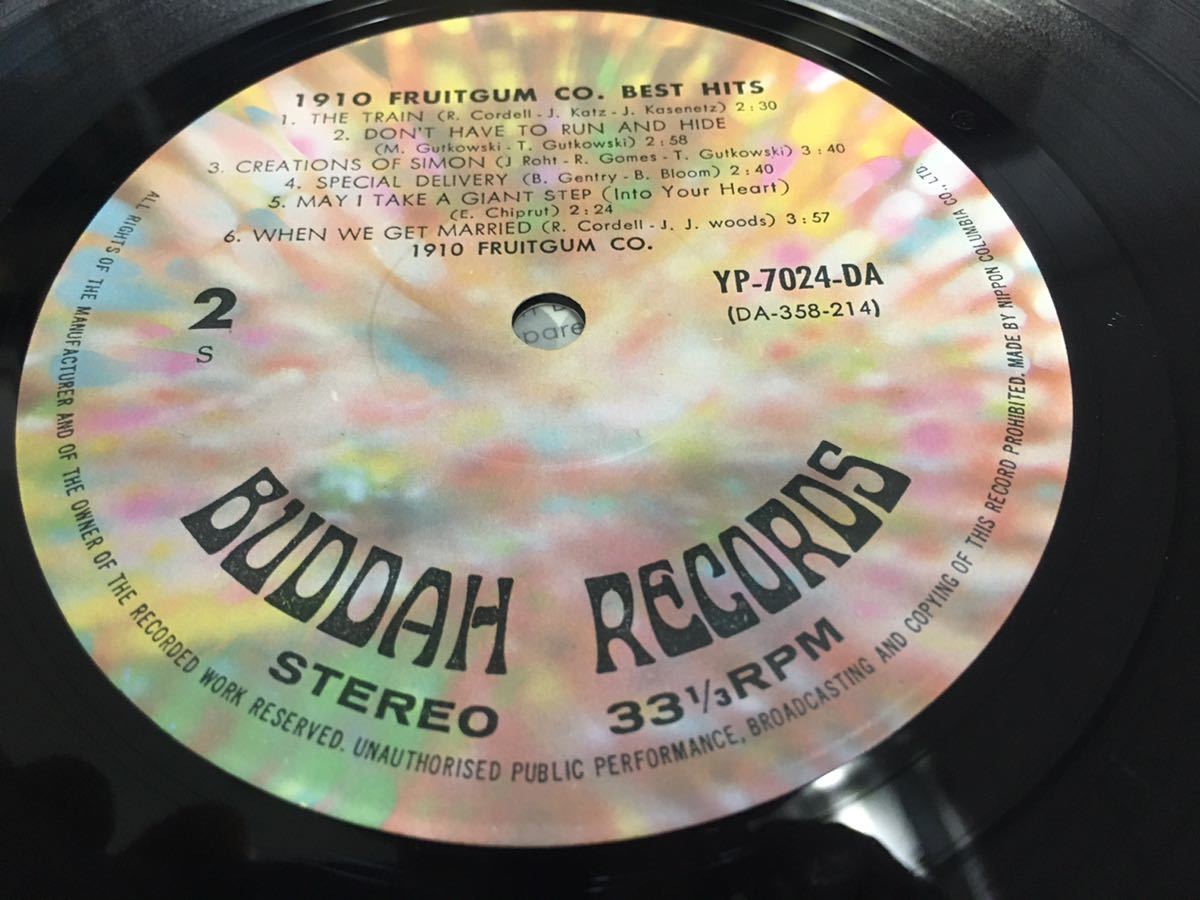 1910 FRUITGUM CO. BEST HITS
1. THE TRAIN (R. Cordell - J. Katz - J. Kasenetz) 2:30
2. DON'T HAVE TO RUN AND HIDE
(M. Gutkowski - T. Gutkowski) 2:58
3. CREATIONS OF SIMON (J Roht - R. Gomes - T. Gutkowski) 3:40
4. SPECIAL DELIVERY (B. Gentry - B. Bloom) 2:40
5. MAY I TAKE A GIANT STEP (Into Your Heart)
(E. Chiprut) 2:24
6. WHEN WE GET MARRIED (R. Cordell - J. J. woods) 3:57
1910 FRUITGUM CO.
YP-7024-DA
(DA-358-214)
2
S
pare
BUDDAH RECORDS
STEREO 33 1/3 RPM
ALL RIGHTS OF THE MANUFACTURER AND OF THE OWNER OF THE RECORDED WORK RESERVED. UNAUTHORISED PUBLIC PERFORMANCE, BROADCASTING AND COPYING OF THIS RECORD PROHIBITED. MADE BY NIPPON COLUMBIA CO., LTD